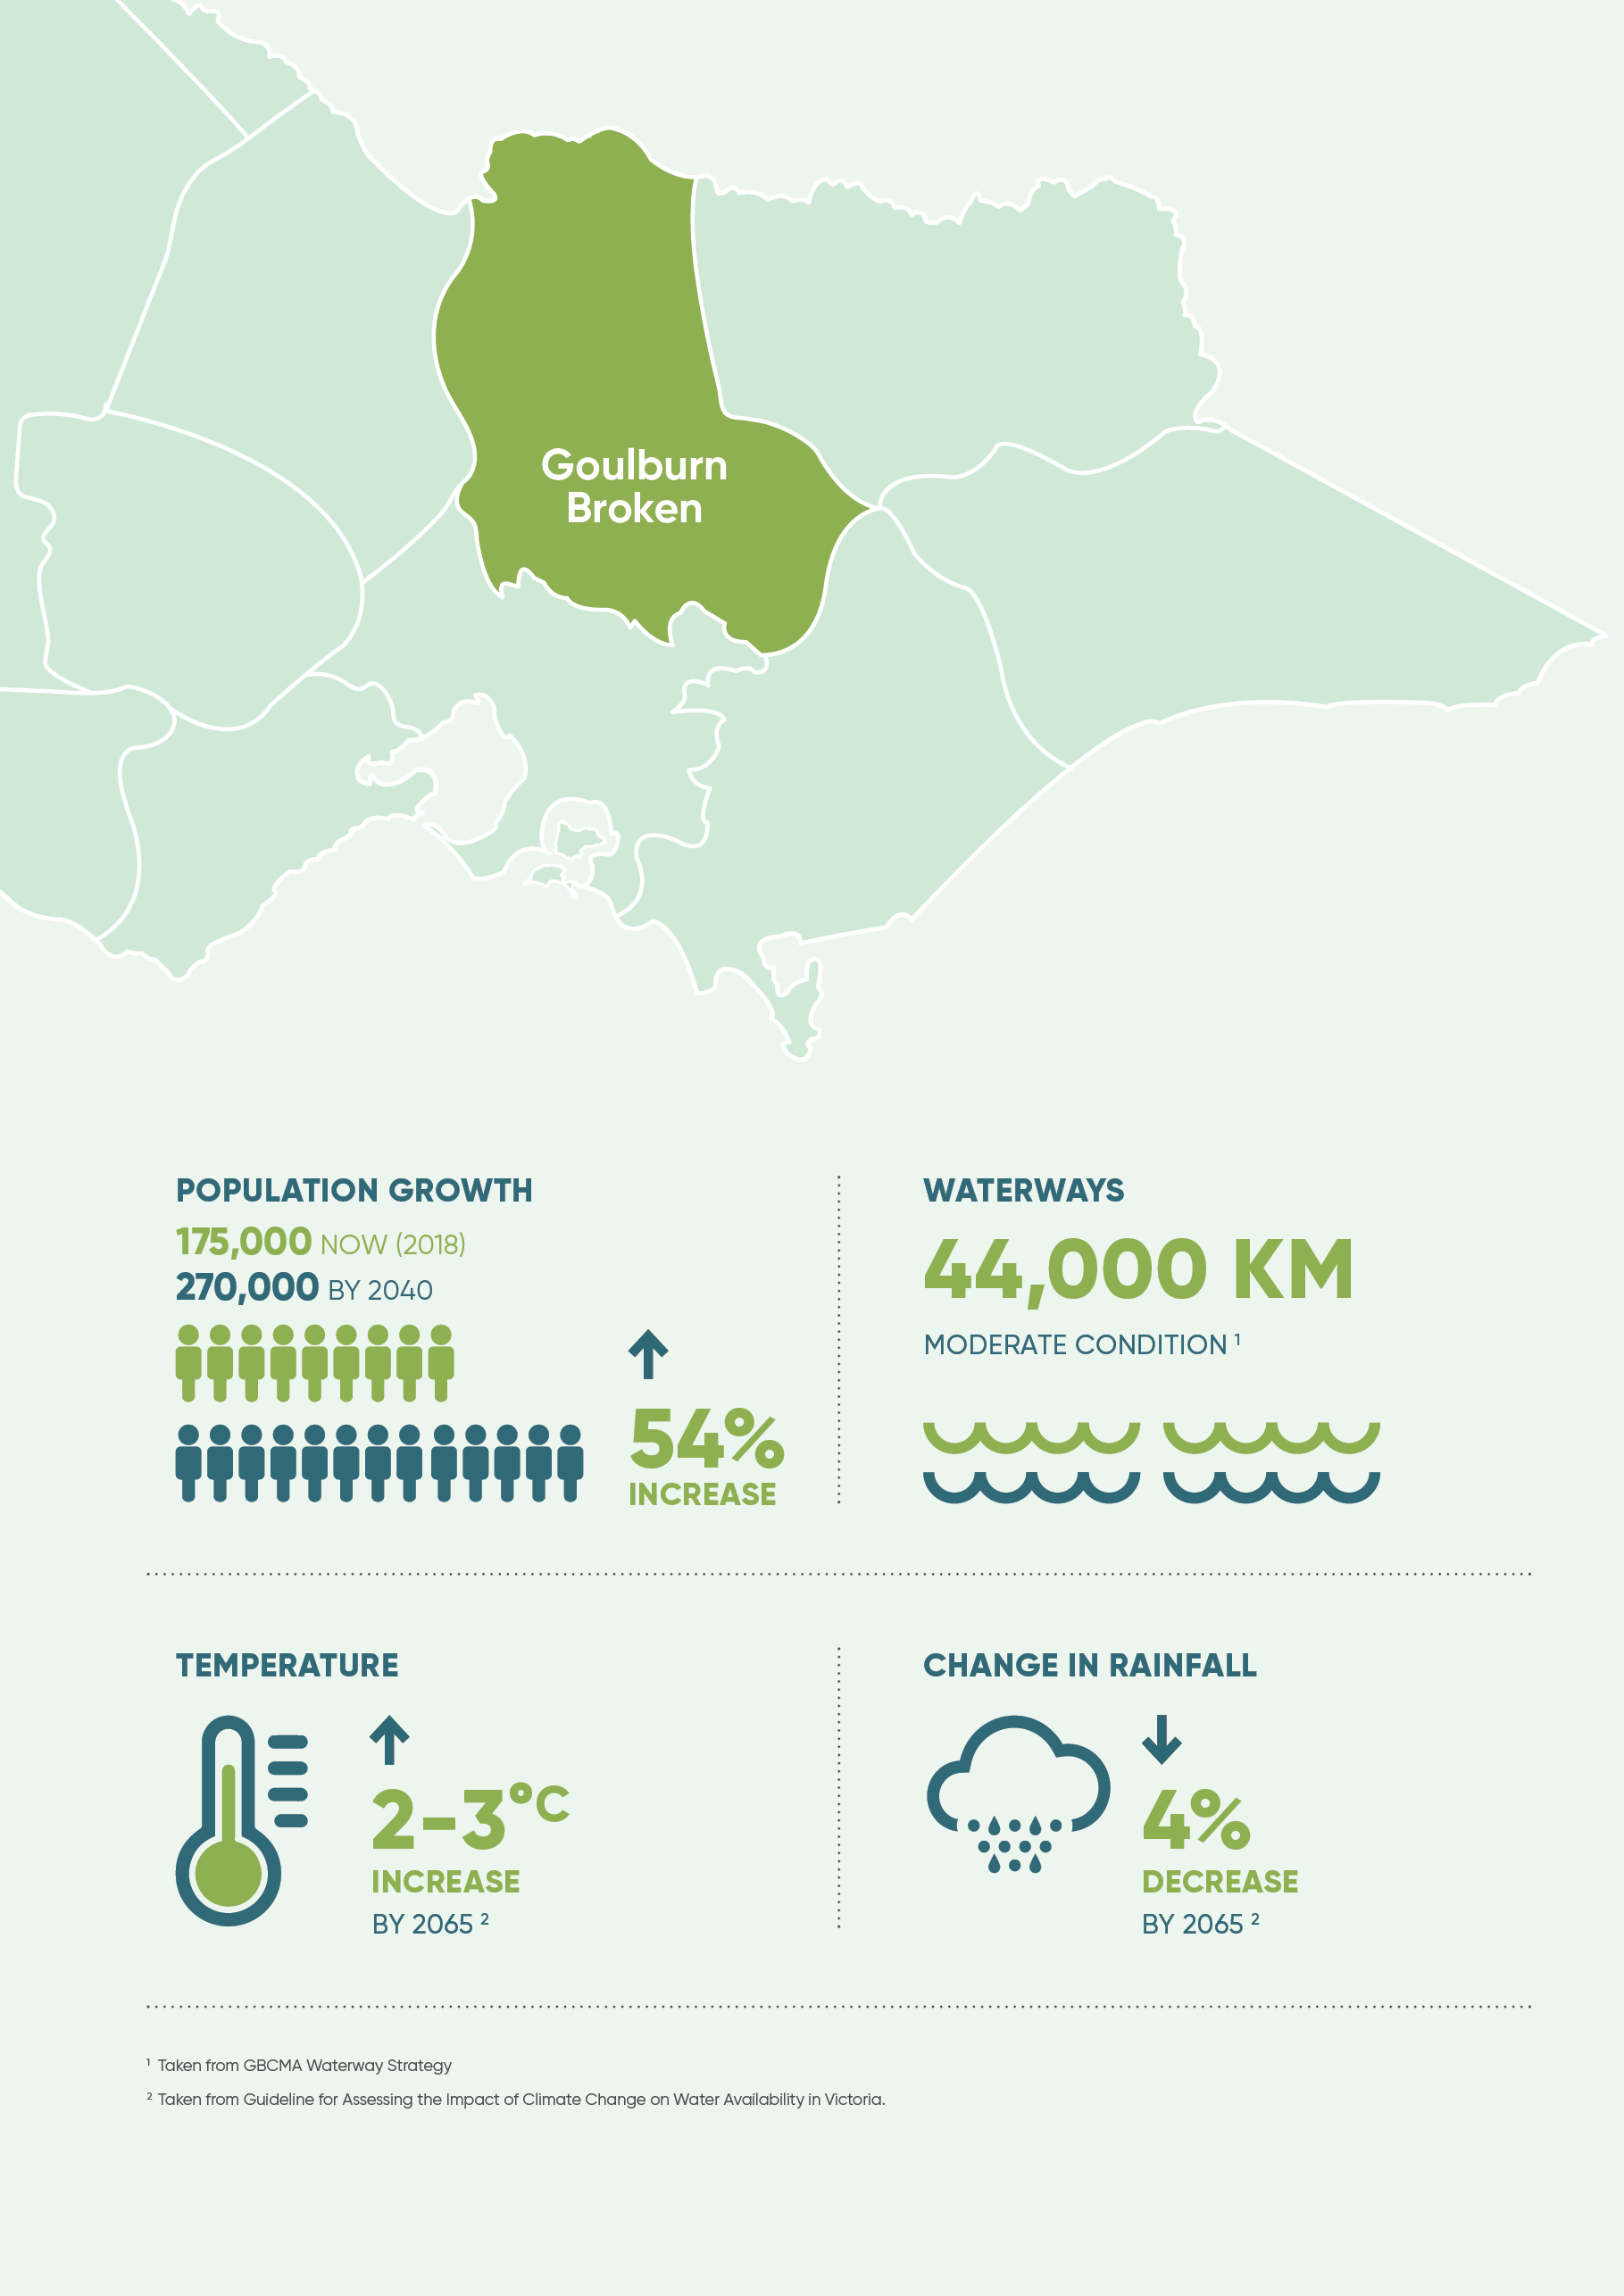 Goulburn
Broken
POPULATION GROWTH
175,000 NOW (2018)
270,000 BY 2040
54%
INCREASE
WATERWAYS
44,000 KM
MODERATE CONDITION ¹
TEMPERATURE
2-3°C
INCREASE
BY 2065 ²
CHANGE IN RAINFALL
4%
DECREASE
BY 2065 ²
¹ Taken from GBCMA Waterway Strategy
² Taken from Guideline for Assessing the Impact of Climate Change on Water Availability in Victoria.